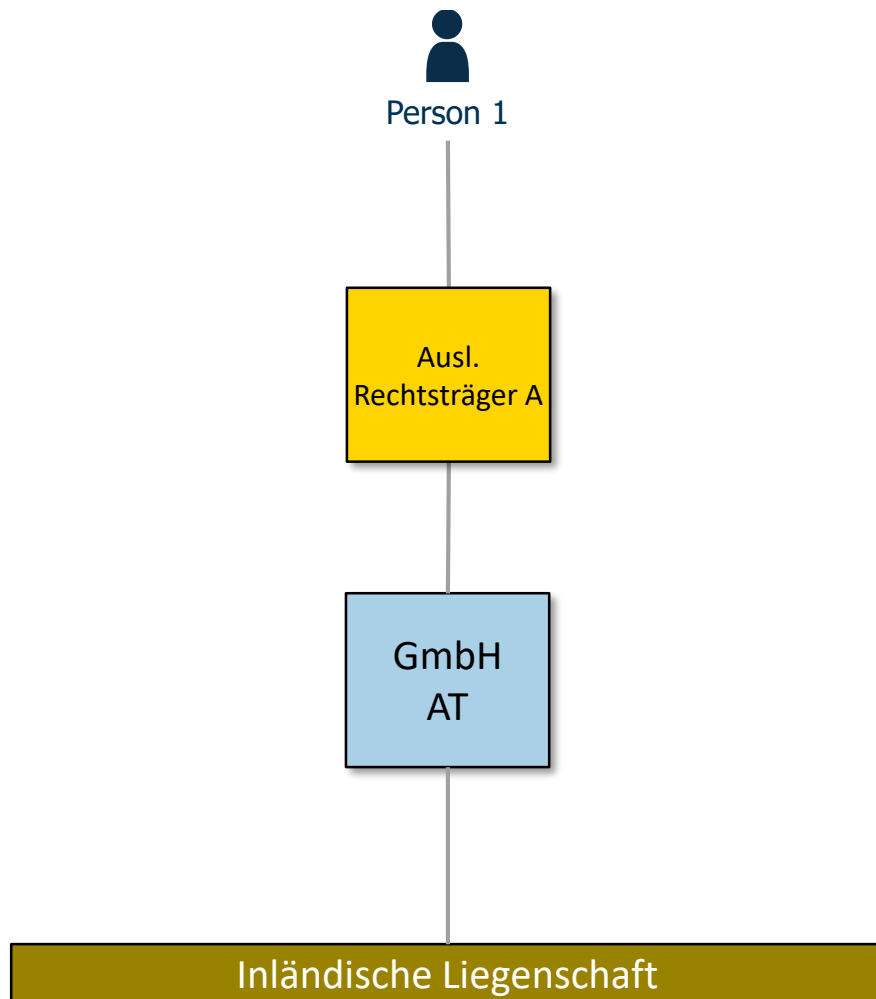 Person 1
Ausl.
Rechtsträger A
GmbH
AT
Inländische Liegenschaft